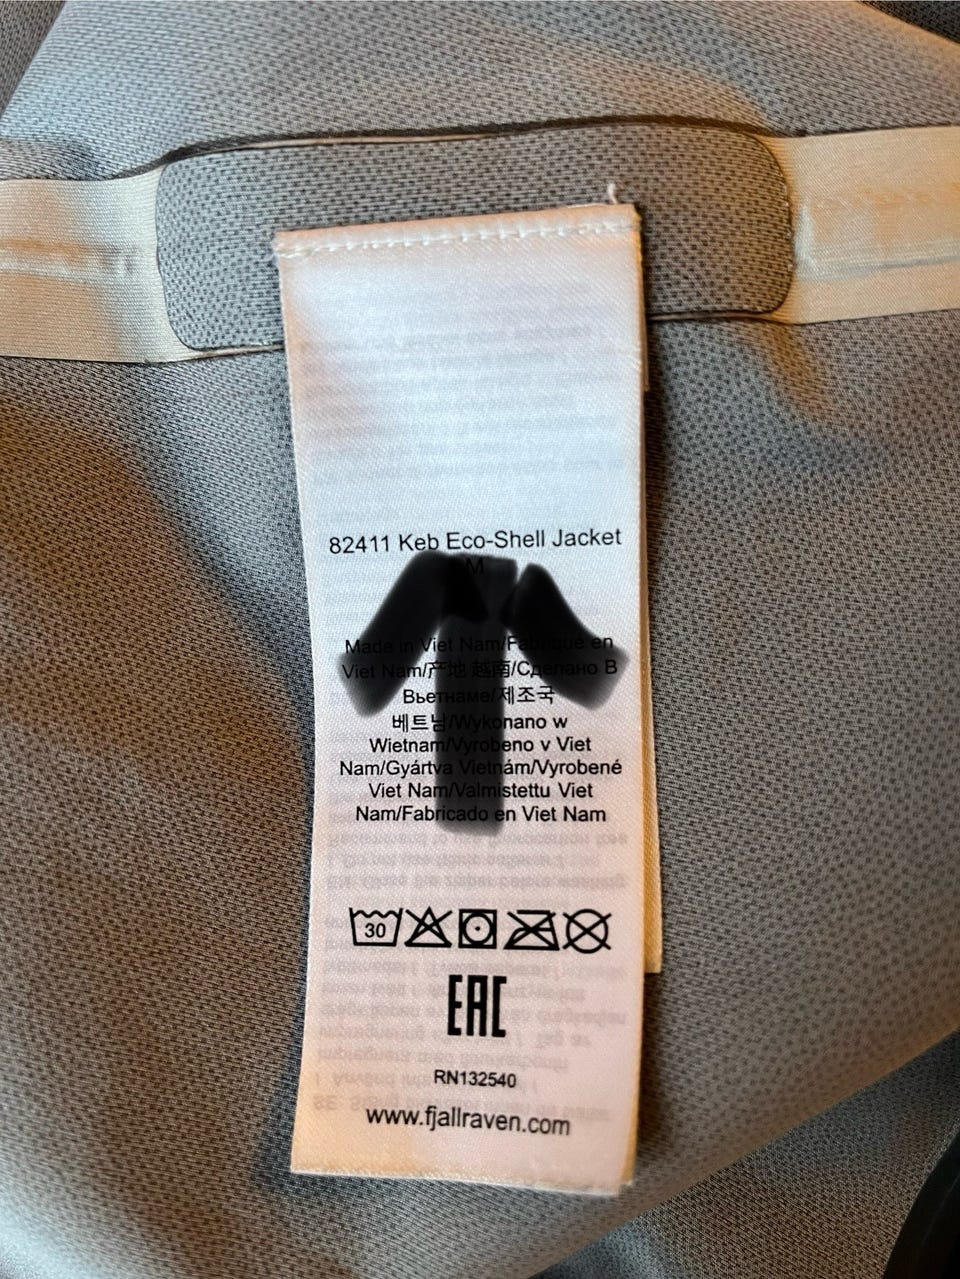 82411 Keb Eco-Shell Jacket
M
Made in Viet Nam/Fabriqué en
Viet Nam/产地 越南/Сделано В
Вьетнаме/제조국
베트남/Wykonano w
Wietnam/Vyrobeno v Viet
Nam/Gyártva Vietnám/Vyrobené
Viet Nam/Valmistettu Viet
Nam/Fabricado en Viet Nam
30
EAC
RN132540
www.fjallraven.com